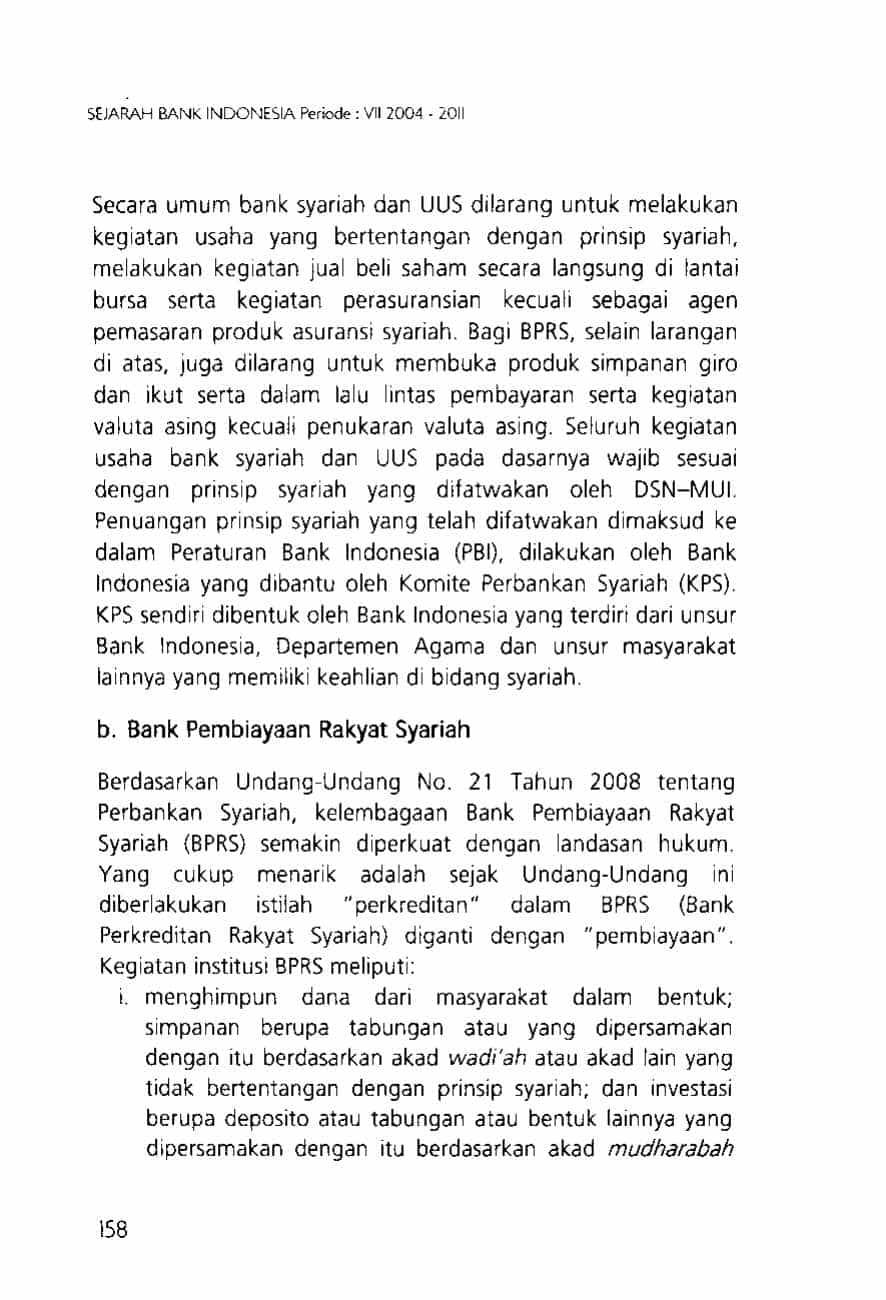 SEJARAH BANK INDONESIA Periode : VII 2004 - 2011
Secara umum bank syariah dan UUS dilarang untuk melakukan
kegiatan usaha yang bertentangan dengan prinsip syariah,
melakukan kegiatan jual beli saham secara langsung di lantai
bursa serta kegiatan perasuransian kecuali sebagai agen
pemasaran produk asuransi syariah. Bagi BPRS, selain larangan
di atas, juga dilarang untuk membuka produk simpanan giro
dan ikut serta dalam lalu lintas pembayaran serta kegiatan
valuta asing kecuali penukaran valuta asing. Seluruh kegiatan
usaha bank syariah dan UUS pada dasarnya wajib sesuai
dengan prinsip syariah yang difatwakan oleh DSN–MUI.
Penuangan prinsip syariah yang telah difatwakan dimaksud ke
dalam Peraturan Bank Indonesia (PBI), dilakukan oleh Bank
Indonesia yang dibantu oleh Komite Perbankan Syariah (KPS).
KPS sendiri dibentuk oleh Bank Indonesia yang terdiri dari unsur
Bank Indonesia, Departemen Agama dan unsur masyarakat
lainnya yang memiliki keahlian di bidang syariah.
b. Bank Pembiayaan Rakyat Syariah
Berdasarkan Undang-Undang No. 21 Tahun 2008 tentang
Perbankan Syariah, kelembagaan Bank Pembiayaan Rakyat
Syariah (BPRS) semakin diperkuat dengan landasan hukum.
Yang cukup menarik adalah sejak Undang-Undang ini
diberlakukan istilah "perkreditan" dalam BPRS (Bank
Perkreditan Rakyat Syariah) diganti dengan "pembiayaan".
Kegiatan institusi BPRS meliputi:
i. menghimpun dana dari masyarakat dalam bentuk;
simpanan berupa tabungan atau yang dipersamakan
dengan itu berdasarkan akad wadi'ah atau akad lain yang
tidak bertentangan dengan prinsip syariah; dan investasi
berupa deposito atau tabungan atau bentuk lainnya yang
dipersamakan dengan itu berdasarkan akad mudharabah
158